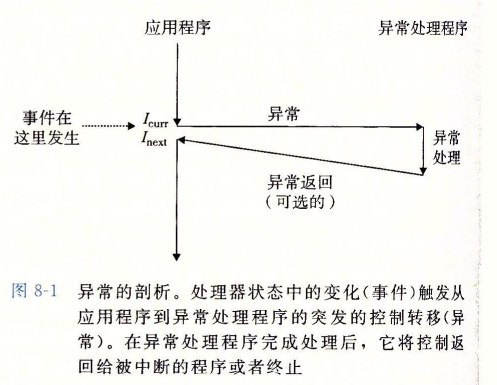 应用程序
异常处理程序
事件在
这里发生
Icurr
Inext
异常
异常
处理
异常返回
(可选的)
图 8-1 异常的剖析。处理器状态中的变化(事件)触发从
应用程序到异常处理程序的突发的控制转移(异
常)。在异常处理程序完成处理后，它将控制返
回给被中断的程序或者终止